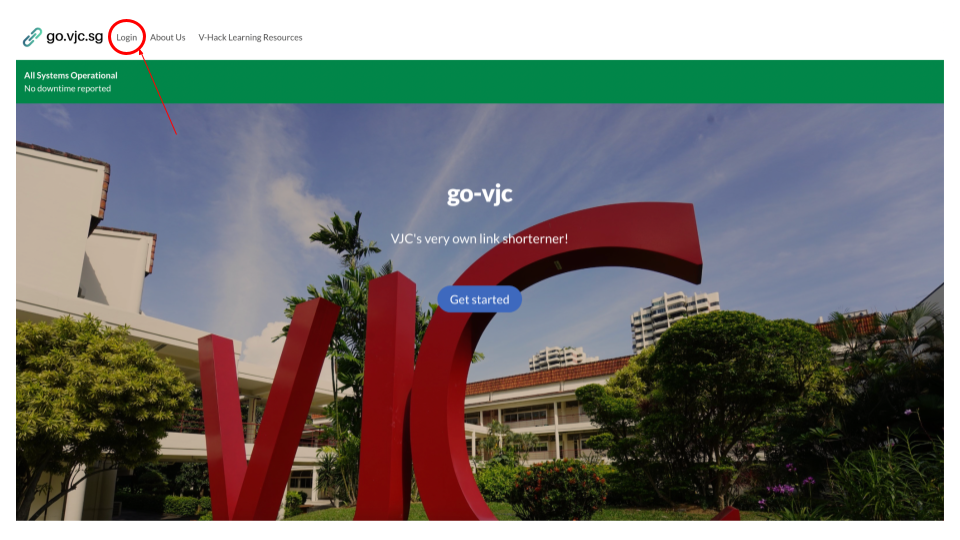 go.vjc.sg Login About Us V-Hack Learning Resources
All Systems Operational
No downtime reported
go-vjc
VJC's very own link shorterner!
Get started
VJC